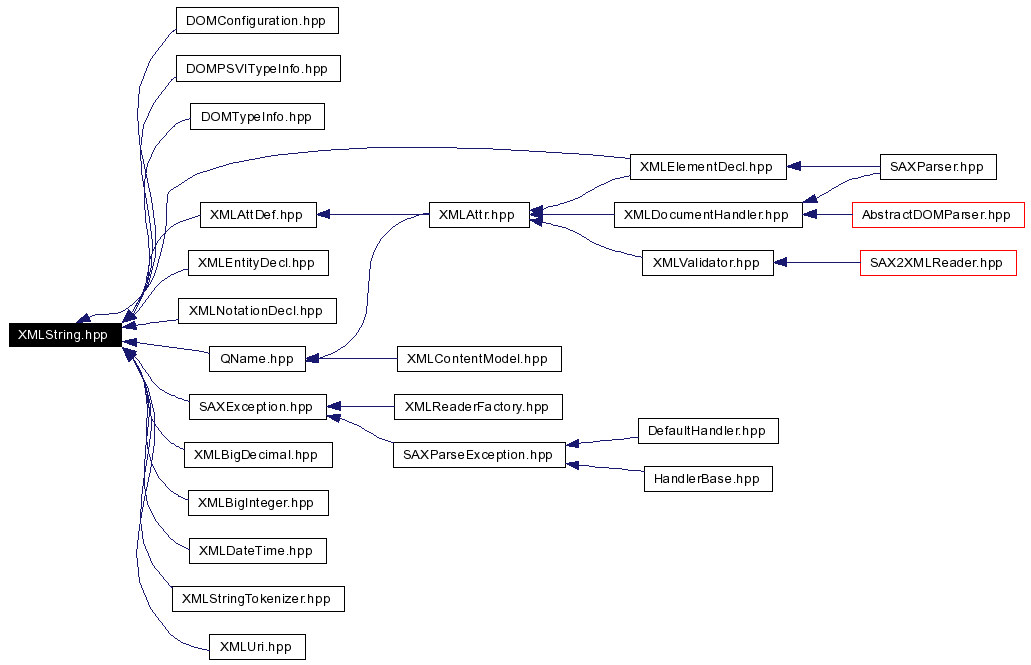 DOMConfiguration.hpp
DOMPSVITypeInfo.hpp
DOMTypeInfo.hpp
XMLElementDecl.hpp
SAXParser.hpp
XMLAttDef.hpp
XMLAttr.hpp
XMLDocumentHandler.hpp
AbstractDOMParser.hpp
XMLEntityDecl.hpp
XMLValidator.hpp
SAX2XMLReader.hpp
XMLNotationDecl.hpp
XMLString.hpp
QName.hpp
XMLContentModel.hpp
SAXException.hpp
XMLReaderFactory.hpp
DefaultHandler.hpp
XMLBigDecimal.hpp
SAXParseException.hpp
HandlerBase.hpp
XMLBigInteger.hpp
XMLDateTime.hpp
XMLStringTokenizer.hpp
XMLUri.hpp